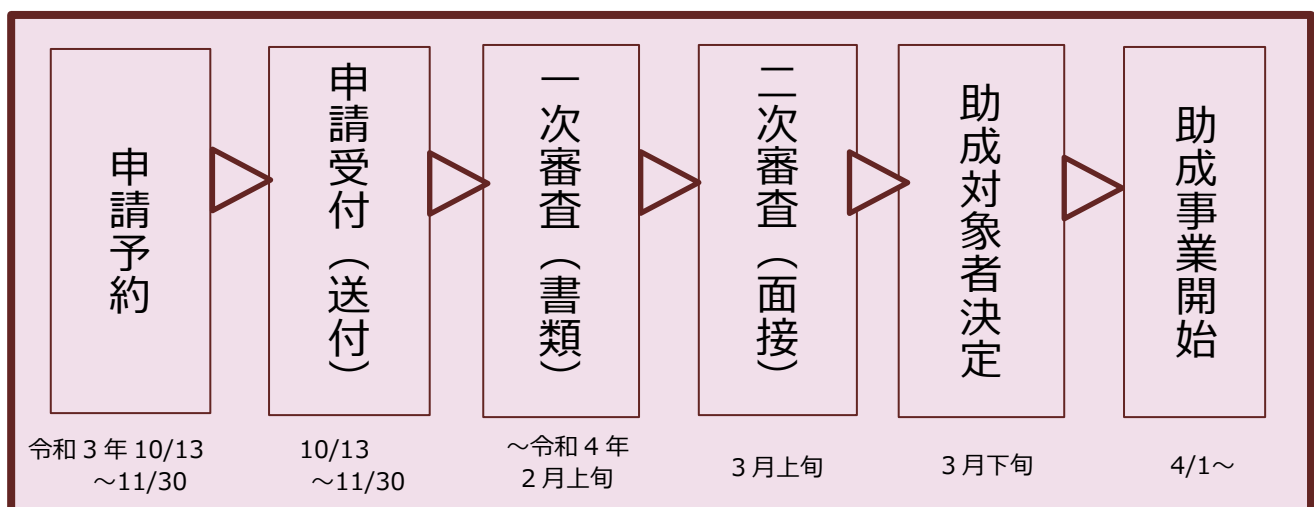 申請予約
申請受付（送付）
一次審査（書類）
二次審査（面接）
助成対象者決定
助成事業開始
令和３年 10/13
～11/30
10/13
～11/30
～令和４年
２月上旬
３月上旬
３月下旬
4/1～